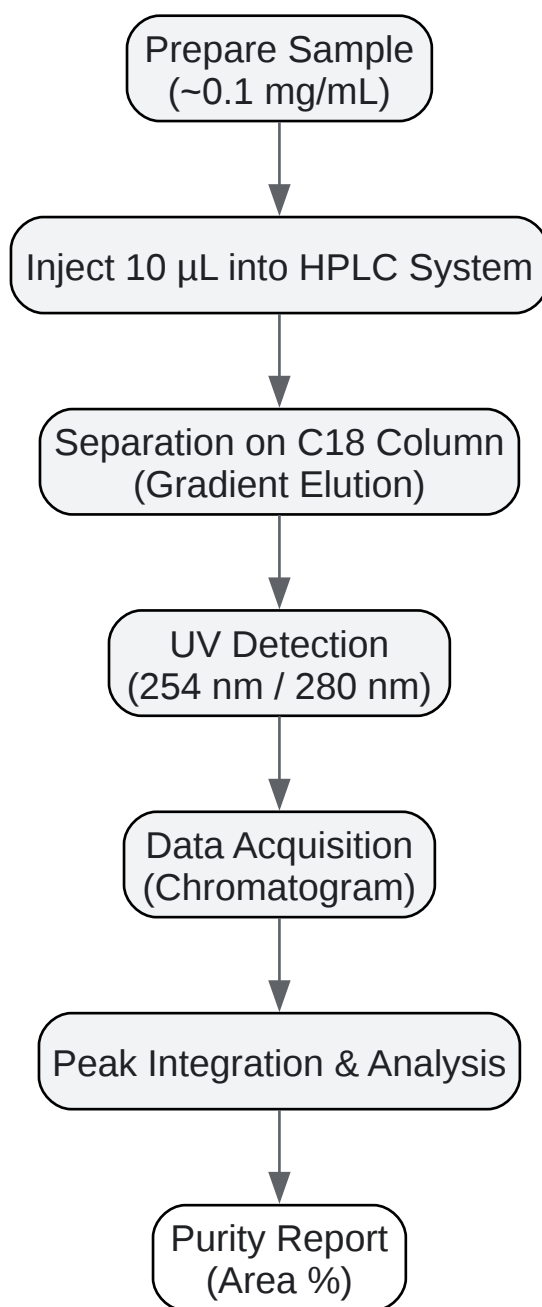 Prepare Sample
(~0.1 mg/mL)
Inject 10 µL into HPLC System
Separation on C18 Column
(Gradient Elution)
UV Detection
(254 nm / 280 nm)
Data Acquisition
(Chromatogram)
Peak Integration & Analysis
Purity Report
(Area %)